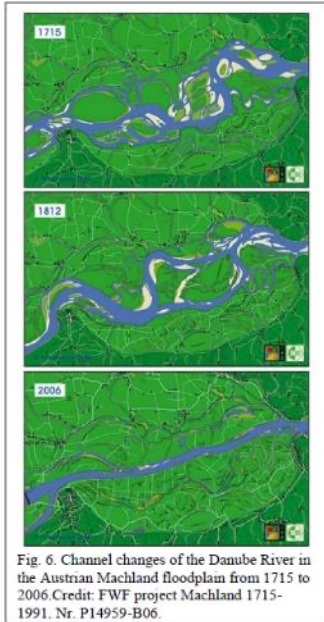 1715
1812
2006
Fig. 6. Channel changes of the Danube River in
the Austrian Machland floodplain from 1715 to
2006.Credit: FWF project Machland 1715-
1991. Nr. P14959-B06.